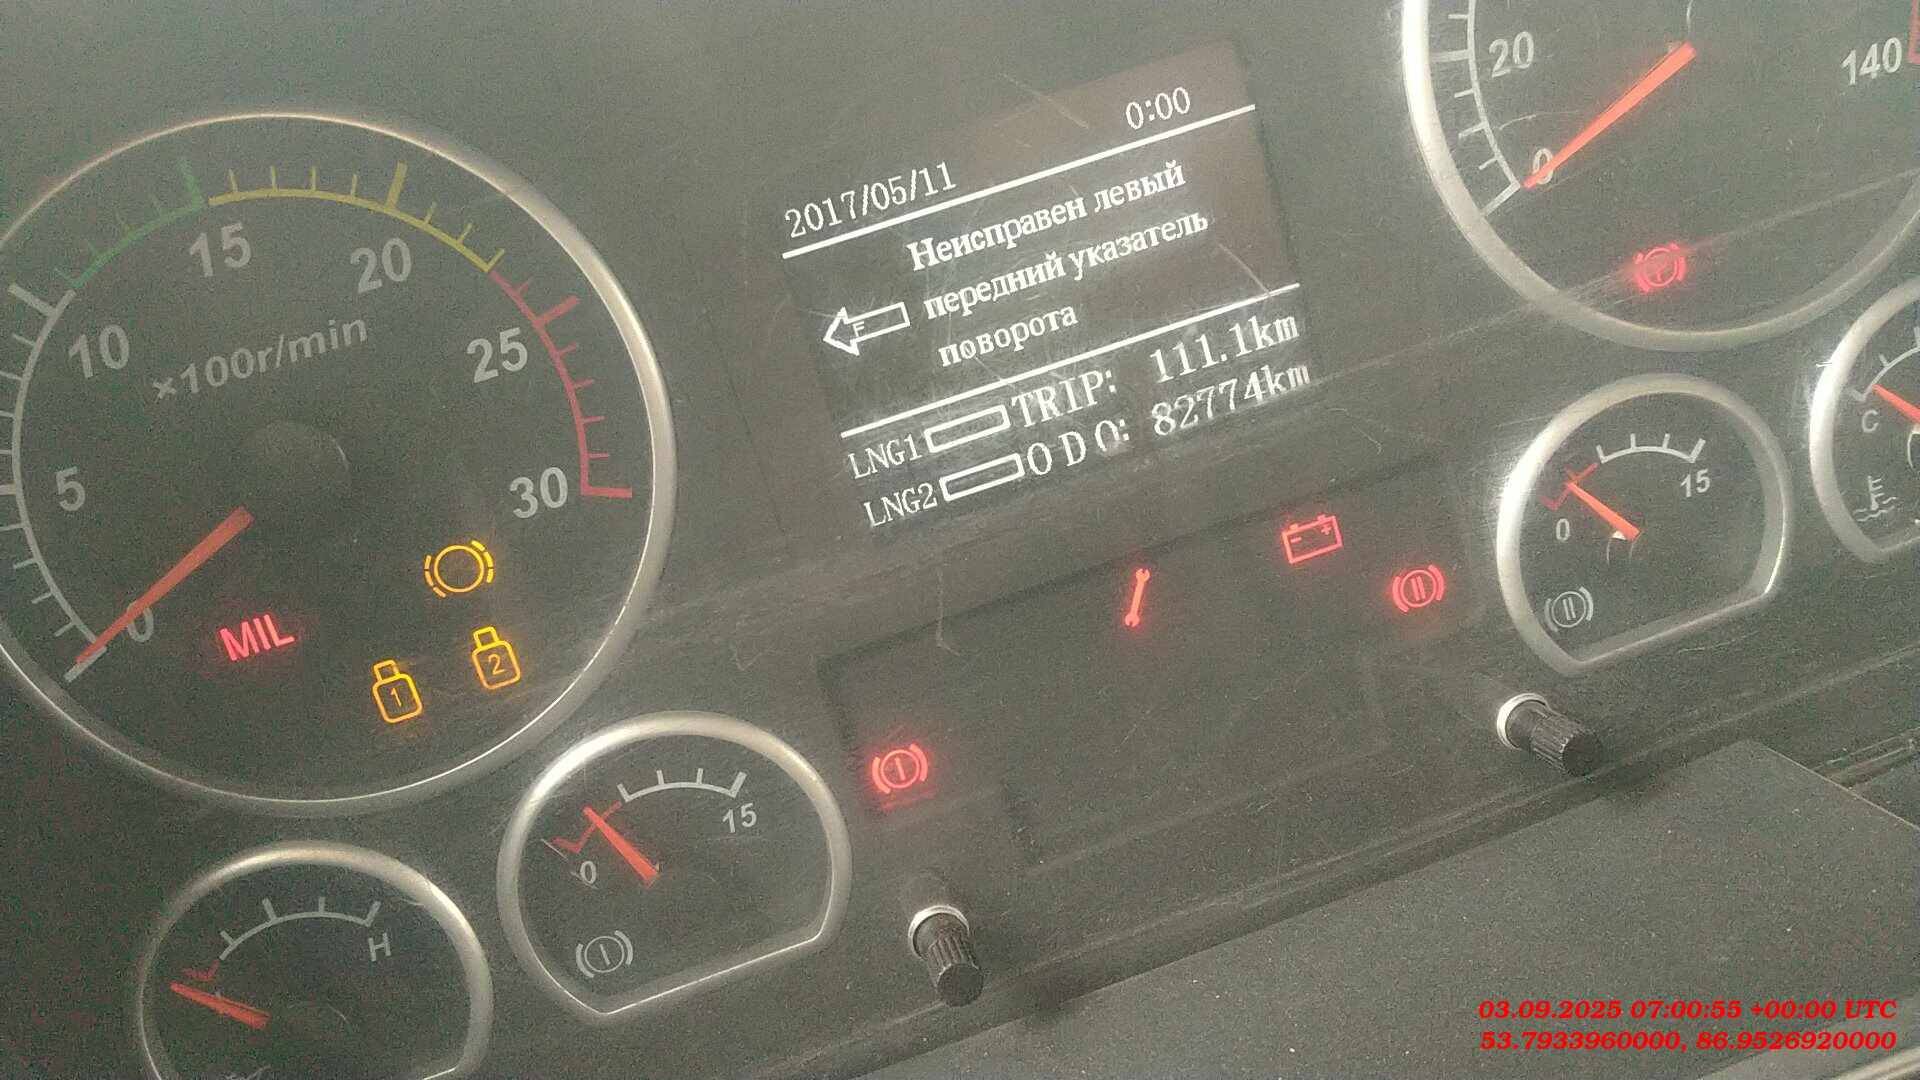 0:00
2017/05/11
Неисправен левый
передний указатель
поворота
F
TRIP: 111.1km
LNG1
ODO: 82774km
LNG2
0
5
10
15
20
25
30
×100r/min
MIL
1
2
0
20
140
I
II
0
15
II
C
0
15
I
H
03.09.2025 07:00:55 +00:00 UTC
53.7933960000, 86.9526920000